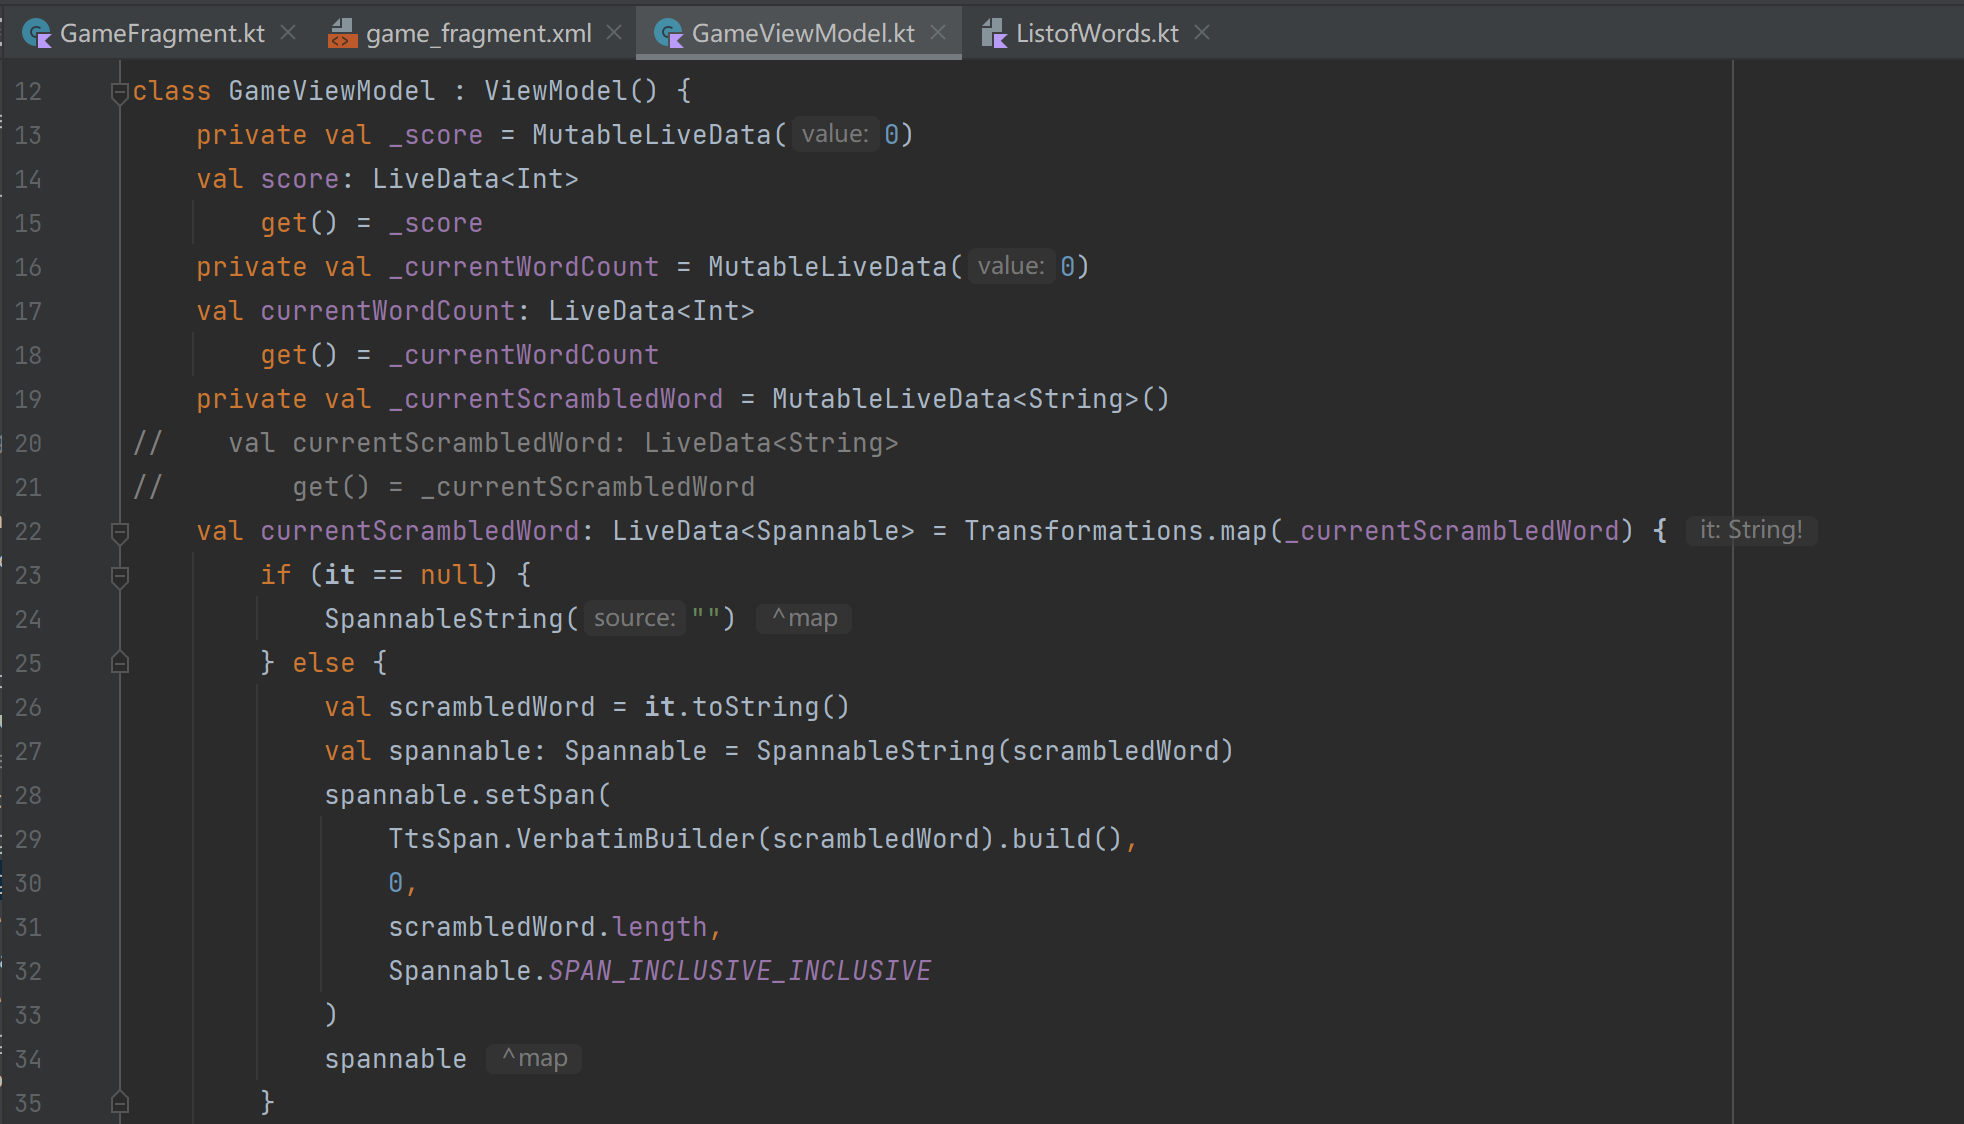 GameFragment.kt game_fragment.xml GameViewModel.kt ListofWords.kt
12 class GameViewModel : ViewModel() {
13     private val _score = MutableLiveData( value: 0)
14     val score: LiveData<Int>
15         get() = _score
16     private val _currentWordCount = MutableLiveData( value: 0)
17     val currentWordCount: LiveData<Int>
18         get() = _currentWordCount
19     private val _currentScrambledWord = MutableLiveData<String>()
20 //    val currentScrambledWord: LiveData<String>
21 //        get() = _currentScrambledWord
22     val currentScrambledWord: LiveData<Spannable> = Transformations.map(_currentScrambledWord) { it: String!
23         if (it == null) {
24             SpannableString( source: "") ^map
25         } else {
26             val scrambledWord = it.toString()
27             val spannable: Spannable = SpannableString(scrambledWord)
28             spannable.setSpan(
29                 TtsSpan.VerbatimBuilder(scrambledWord).build(),
30                 0,
31                 scrambledWord.length,
32                 Spannable.SPAN_INCLUSIVE_INCLUSIVE
33             )
34             spannable ^map
35         }